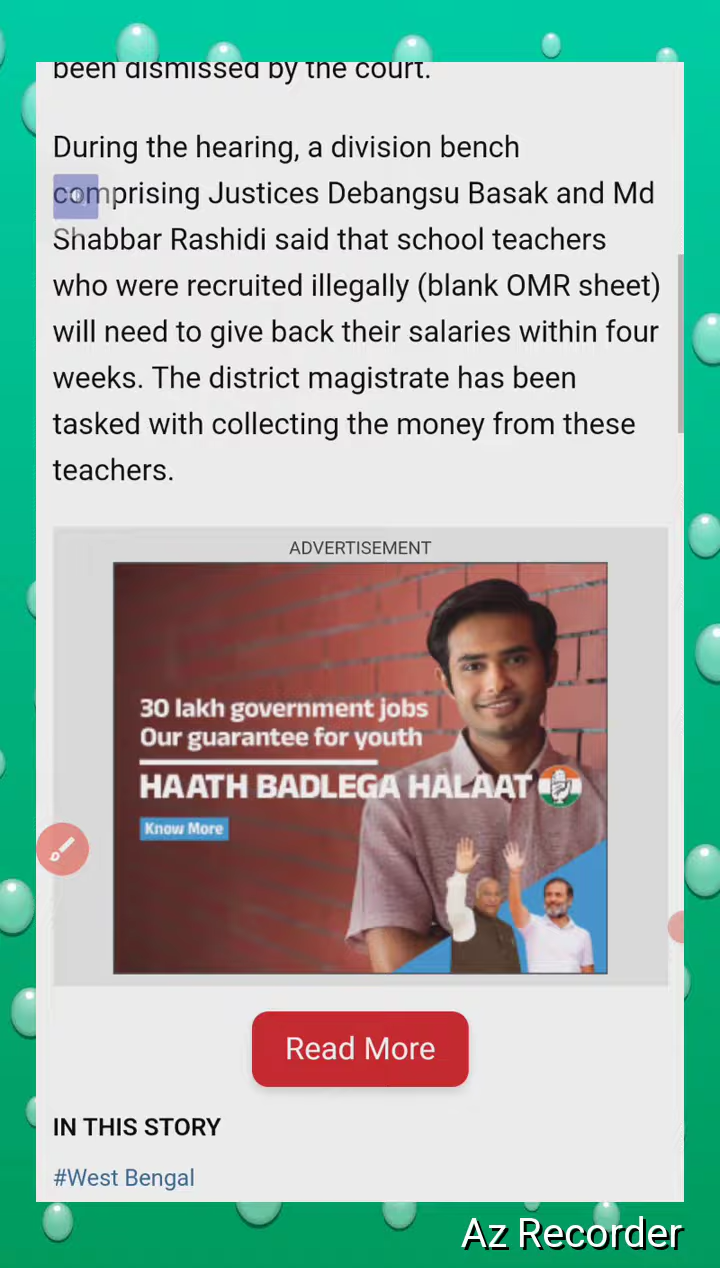 been dismissed by the court.
During the hearing, a division bench
comprising Justices Debangsu Basak and Md
Shabbar Rashidi said that school teachers
who were recruited illegally (blank OMR sheet)
will need to give back their salaries within four
weeks. The district magistrate has been
tasked with collecting the money from these
teachers.
ADVERTISEMENT
30 lakh government jobs
Our guarantee for youth
HAATH BADLEGA HALAAT
Know More
Read More
IN THIS STORY
#West Bengal
Az Recorder